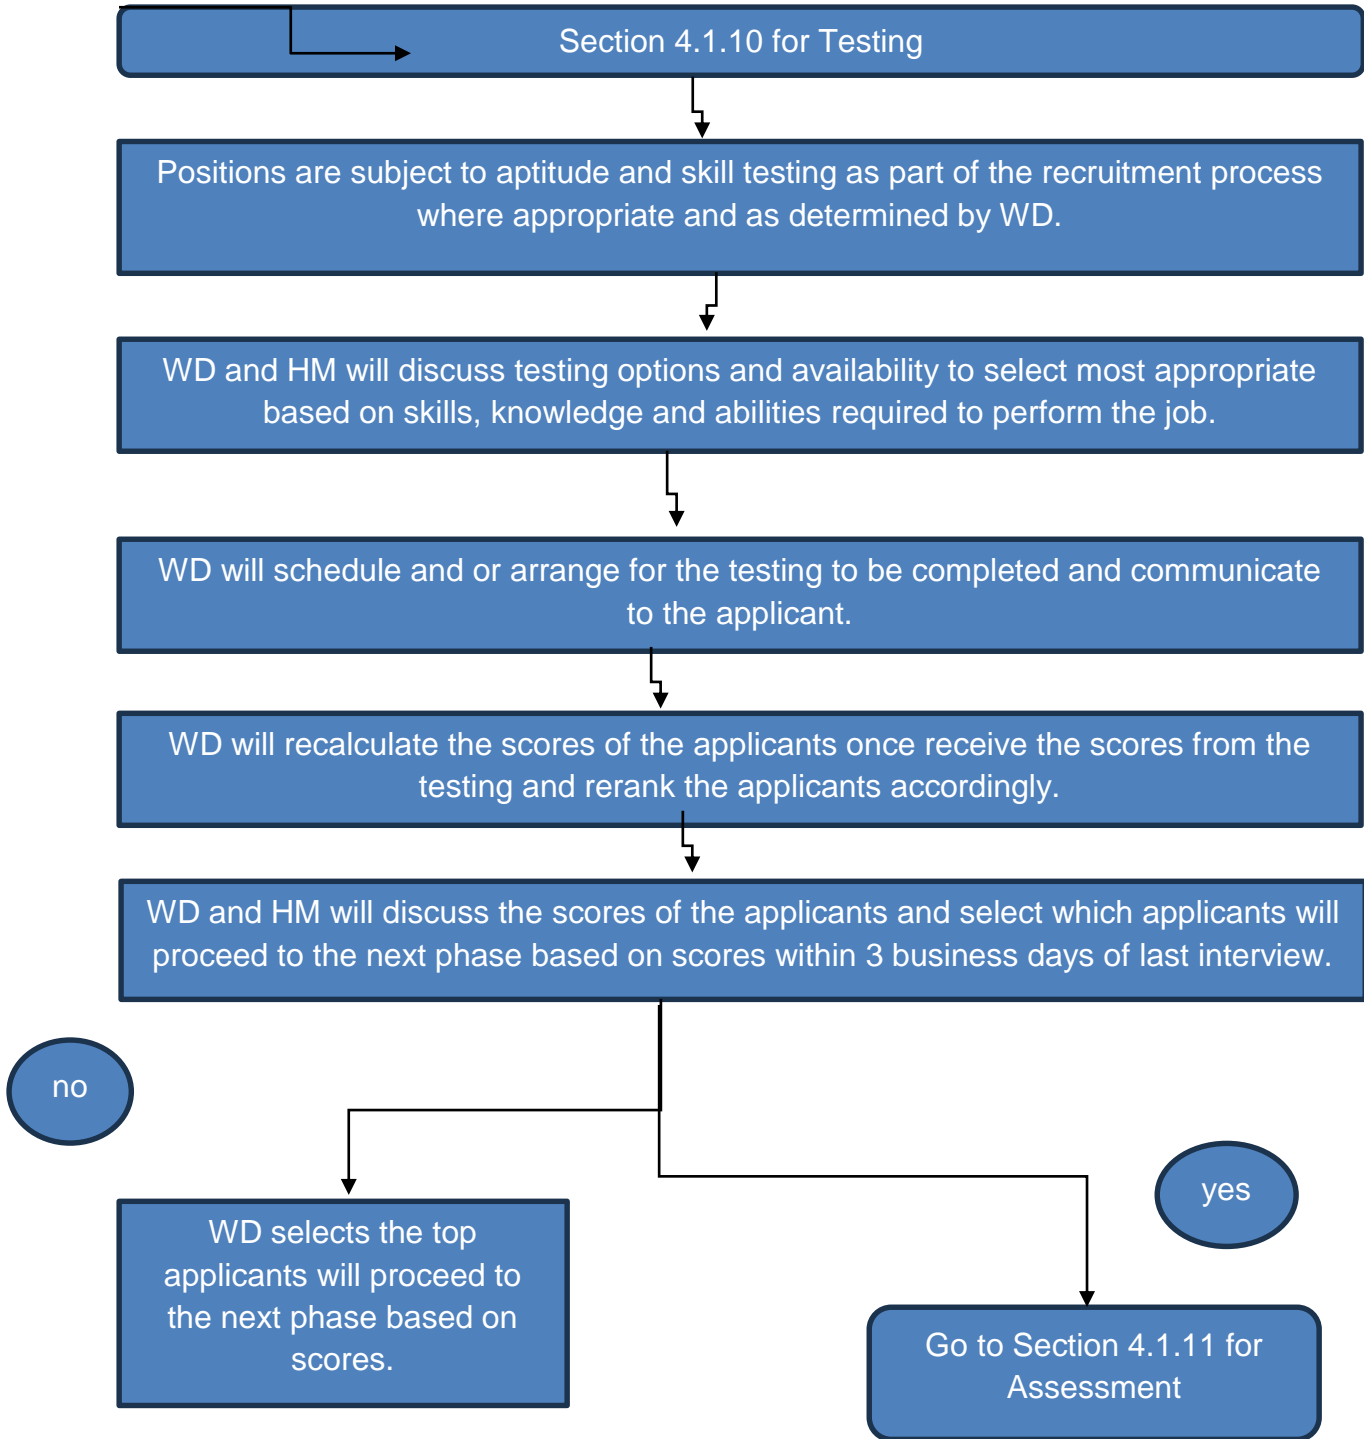 Section 4.1.10 for Testing
Positions are subject to aptitude and skill testing as part of the recruitment process
where appropriate and as determined by WD.
WD and HM will discuss testing options and availability to select most appropriate
based on skills, knowledge and abilities required to perform the job.
WD will schedule and or arrange for the testing to be completed and communicate
to the applicant.
WD will recalculate the scores of the applicants once receive the scores from the
testing and rerank the applicants accordingly.
WD and HM will discuss the scores of the applicants and select which applicants will
proceed to the next phase based on scores within 3 business days of last interview.
no
yes
WD selects the top
applicants will proceed to
the next phase based on
scores.
Go to Section 4.1.11 for
Assessment